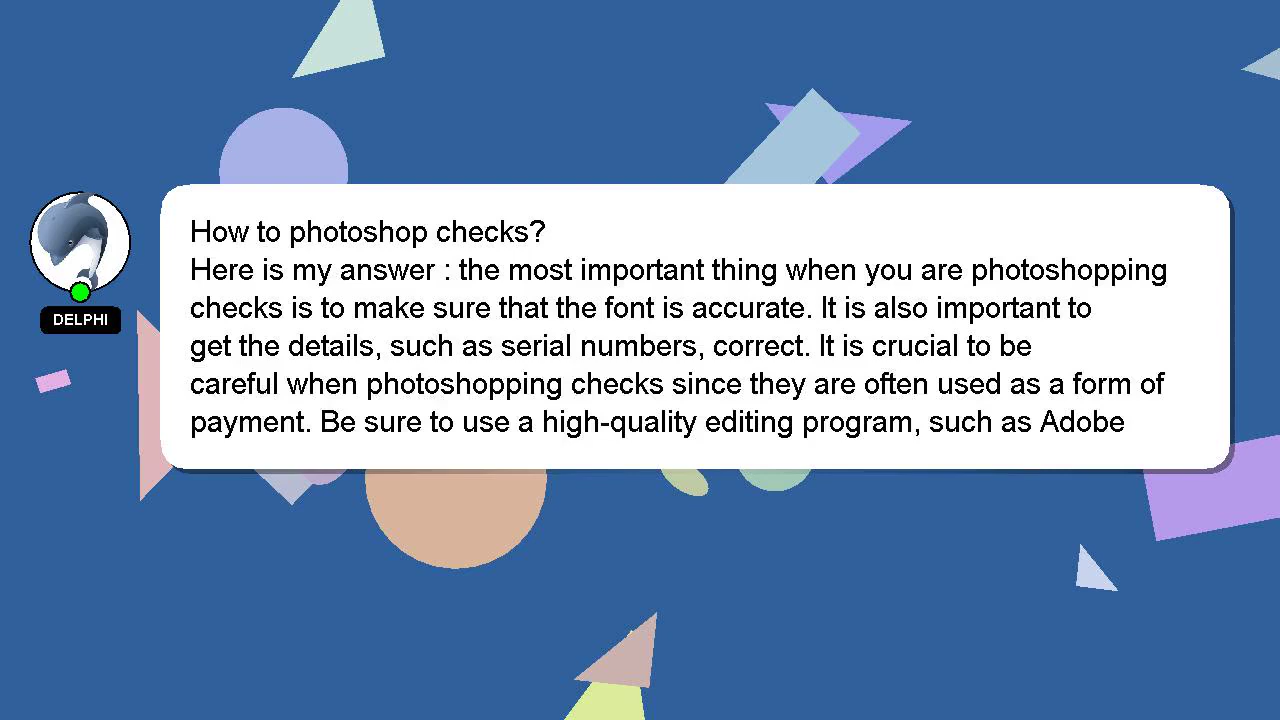 How to photoshop checks?
Here is my answer : the most important thing when you are photoshopping
checks is to make sure that the font is accurate. It is also important to
get the details, such as serial numbers, correct. It is crucial to be
careful when photoshopping checks since they are often used as a form of
payment. Be sure to use a high-quality editing program, such as Adobe
DELPHI